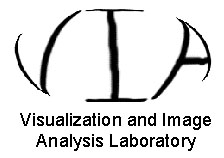 VIA
Visualization and Image
Analysis Laboratory